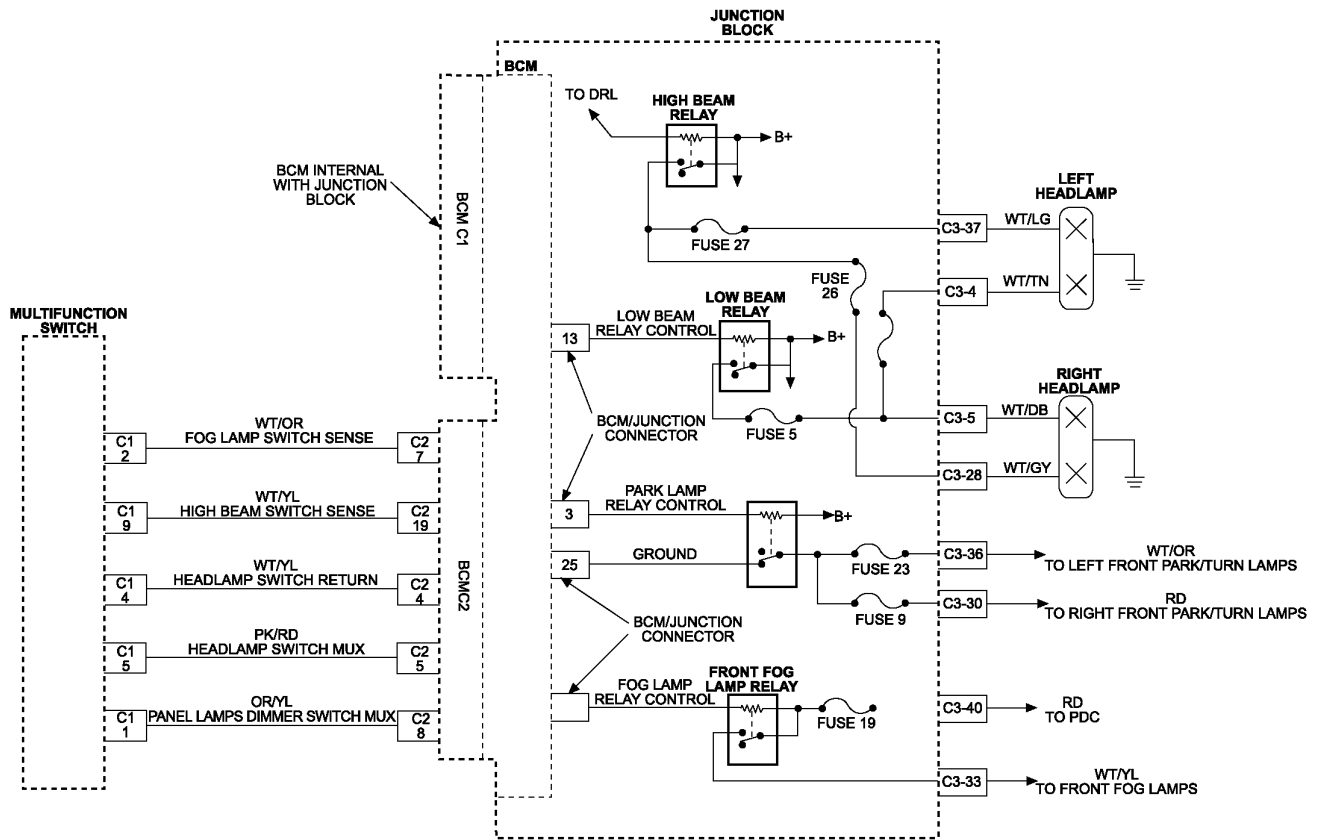 JUNCTION
BLOCK
BCM
TO DRL
HIGH BEAM
RELAY
B+
BCM INTERNAL
WITH JUNCTION
BLOCK
BCM C1
LEFT
HEADLAMP
C3-37
WT/LG
FUSE 27
FUSE
26
C3-4
WT/TN
MULTIFUNCTION
SWITCH
LOW BEAM
RELAY CONTROL
13
LOW BEAM
RELAY
B+
RIGHT
HEADLAMP
C3-5
WT/DB
FUSE 5
BCM/JUNCTION
CONNECTOR
C3-28
WT/GY
C1
2
WT/OR
FOG LAMP SWITCH SENSE
C2
7
C1
9
WT/YL
HIGH BEAM SWITCH SENSE
C2
19
C1
4
WT/YL
HEADLAMP SWITCH RETURN
C2
4
C1
5
PK/RD
HEADLAMP SWITCH MUX
C2
5
C1
1
OR/YL
PANEL LAMPS DIMMER SWITCH MUX
C2
8
BCMC2
3
PARK LAMP
RELAY CONTROL
B+
25
GROUND
FUSE 23
C3-36
WT/OR
TO LEFT FRONT PARK/TURN LAMPS
FUSE 9
C3-30
RD
TO RIGHT FRONT PARK/TURN LAMPS
BCM/JUNCTION
CONNECTOR
FOG LAMP
RELAY CONTROL
FRONT FOG
LAMP RELAY
FUSE 19
C3-40
RD
TO PDC
C3-33
WT/YL
TO FRONT FOG LAMPS